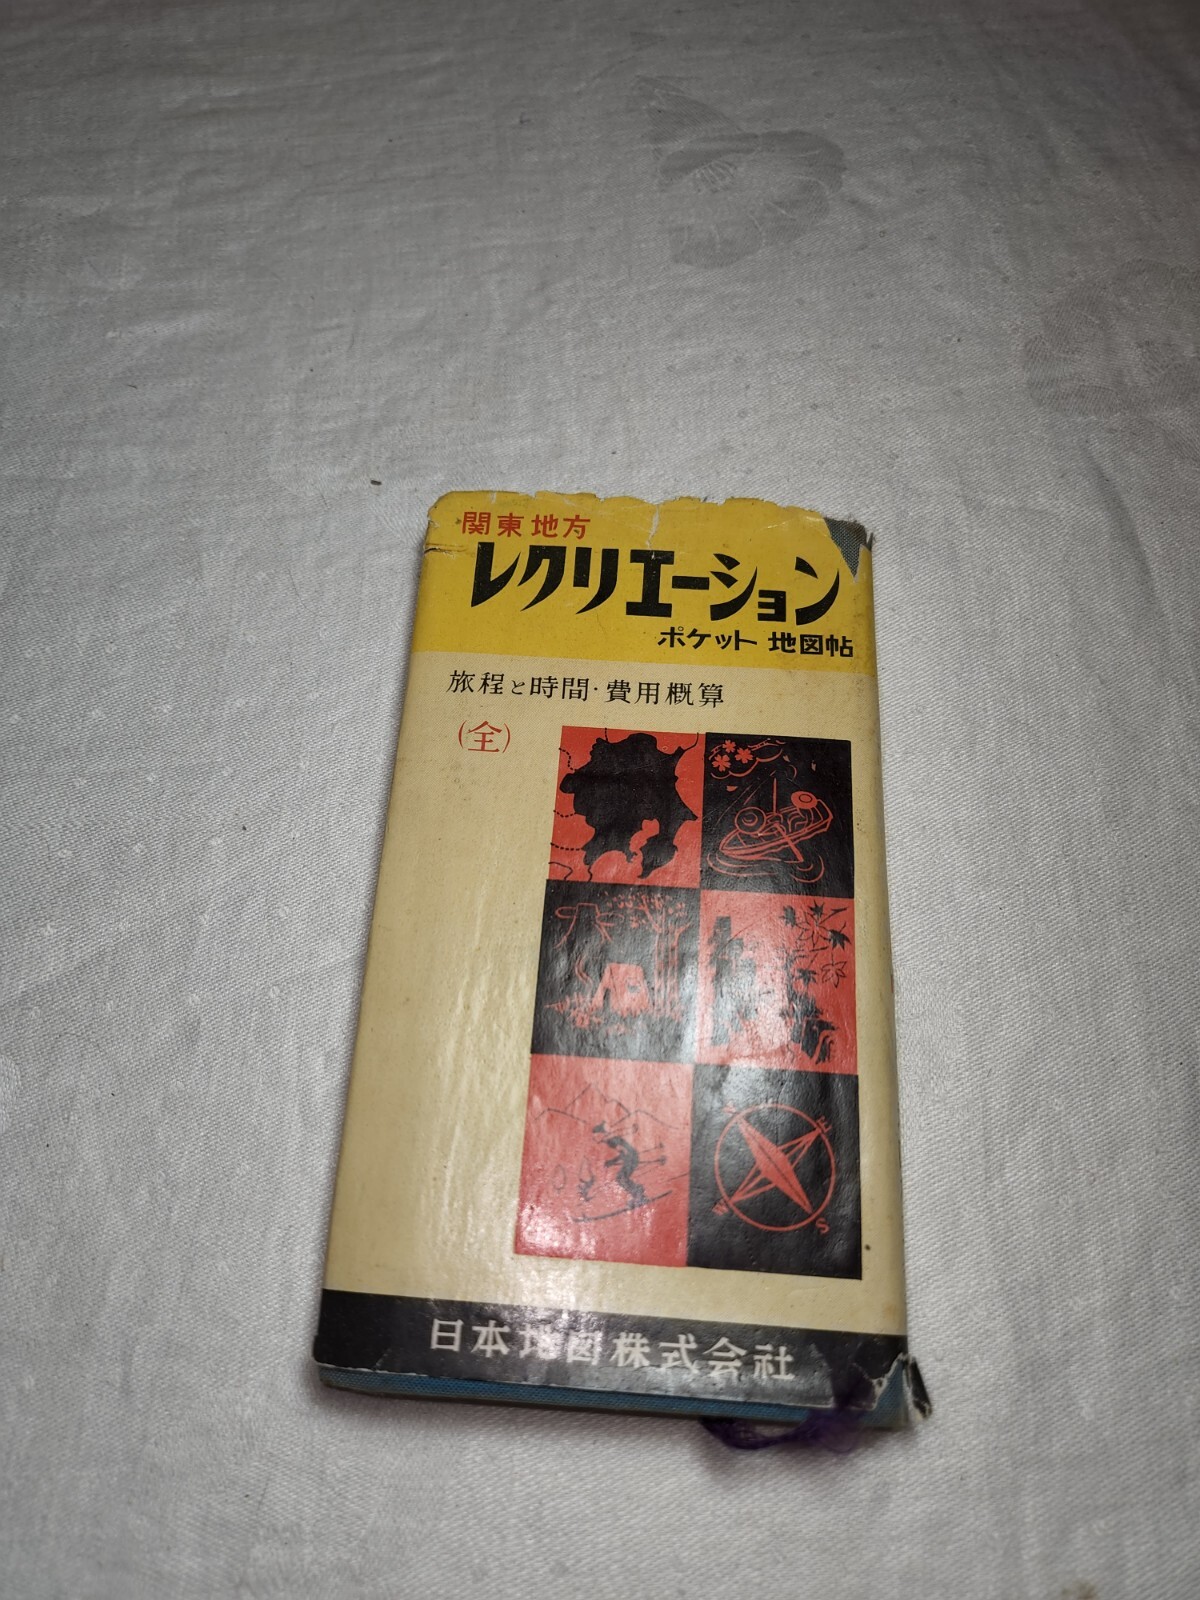 関東地方
レクリエーション
ポケット 地図帖
旅程と時間・費用概算
(全)
E
W
S
日本地図株式会社